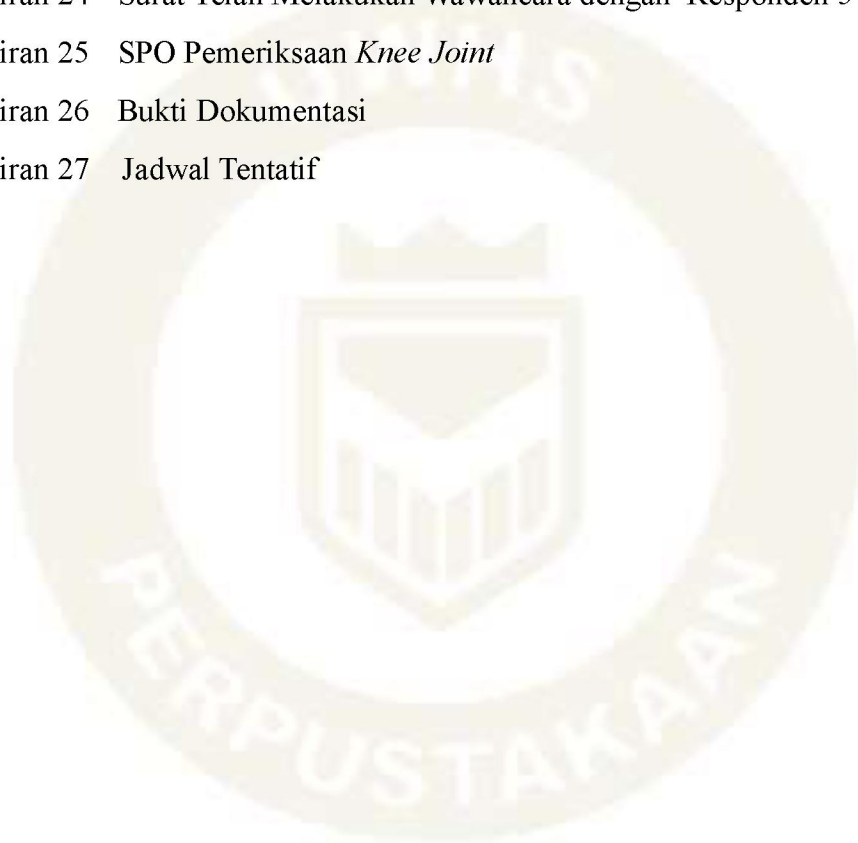 iran 24 Surat Telah Melakukan Wawancara dengan Responden
iran 25 SPO Pemeriksaan Knee Joint
iran 26 Bukti Dokumentasi
iran 27 Jadwal Tentatif
PERPUSTAKAAN